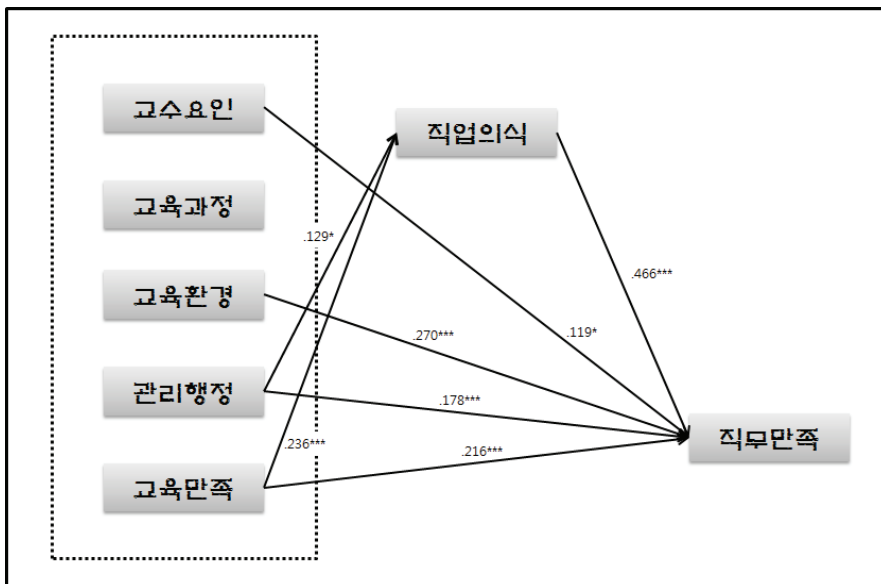 교수요인
직업의식
교육과정
.129*
교육환경
.466***
.270***
.119*
관리행정
.178***
직무만족
.236***
.216***
교육만족